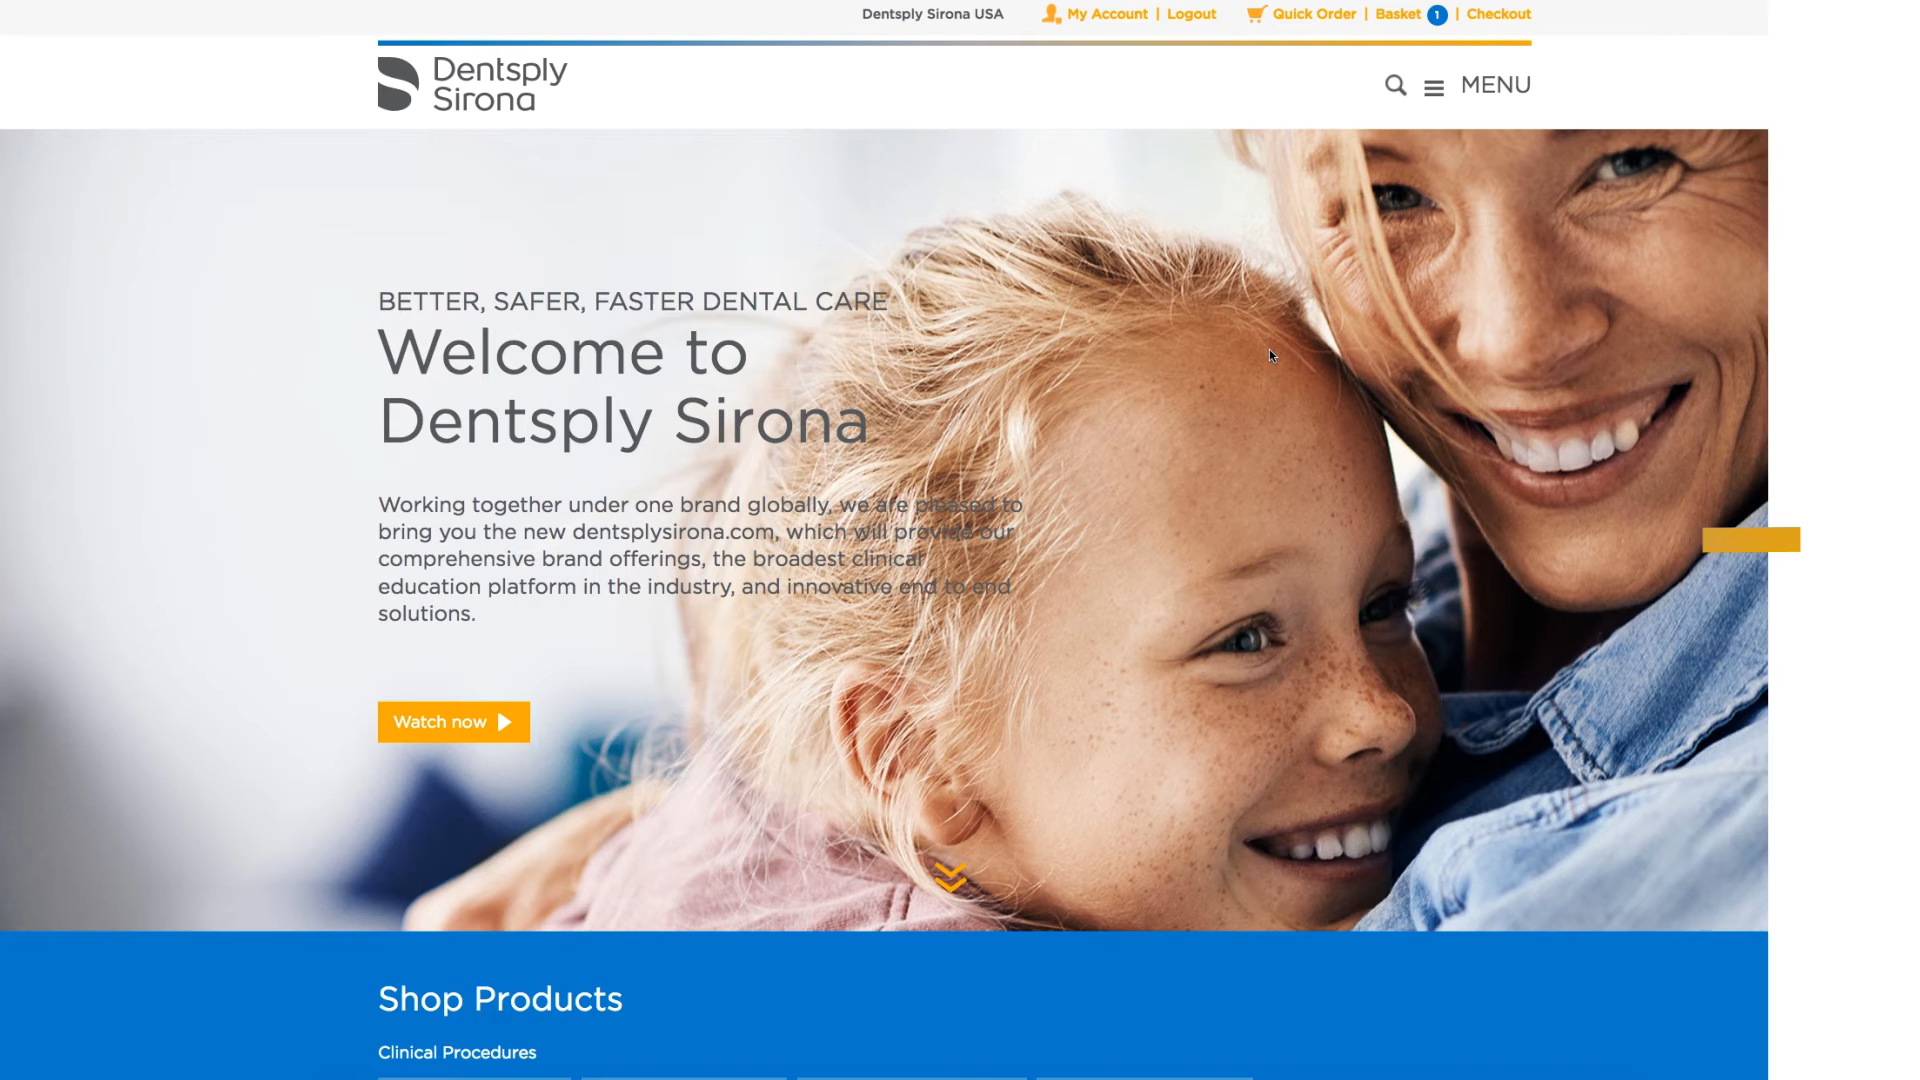 Dentsply Sirona USA My Account | Logout Quick Order | Basket 1 | Checkout
Dentsply
Sirona
MENU
BETTER, SAFER, FASTER DENTAL CARE
Welcome to
Dentsply Sirona
Working together under one brand globally, we are pleased to
bring you the new dentsplysirona.com, which will provide our
comprehensive brand offerings, the broadest clinical
education platform in the industry, and innovative end to end
solutions.
Watch now
Shop Products
Clinical Procedures